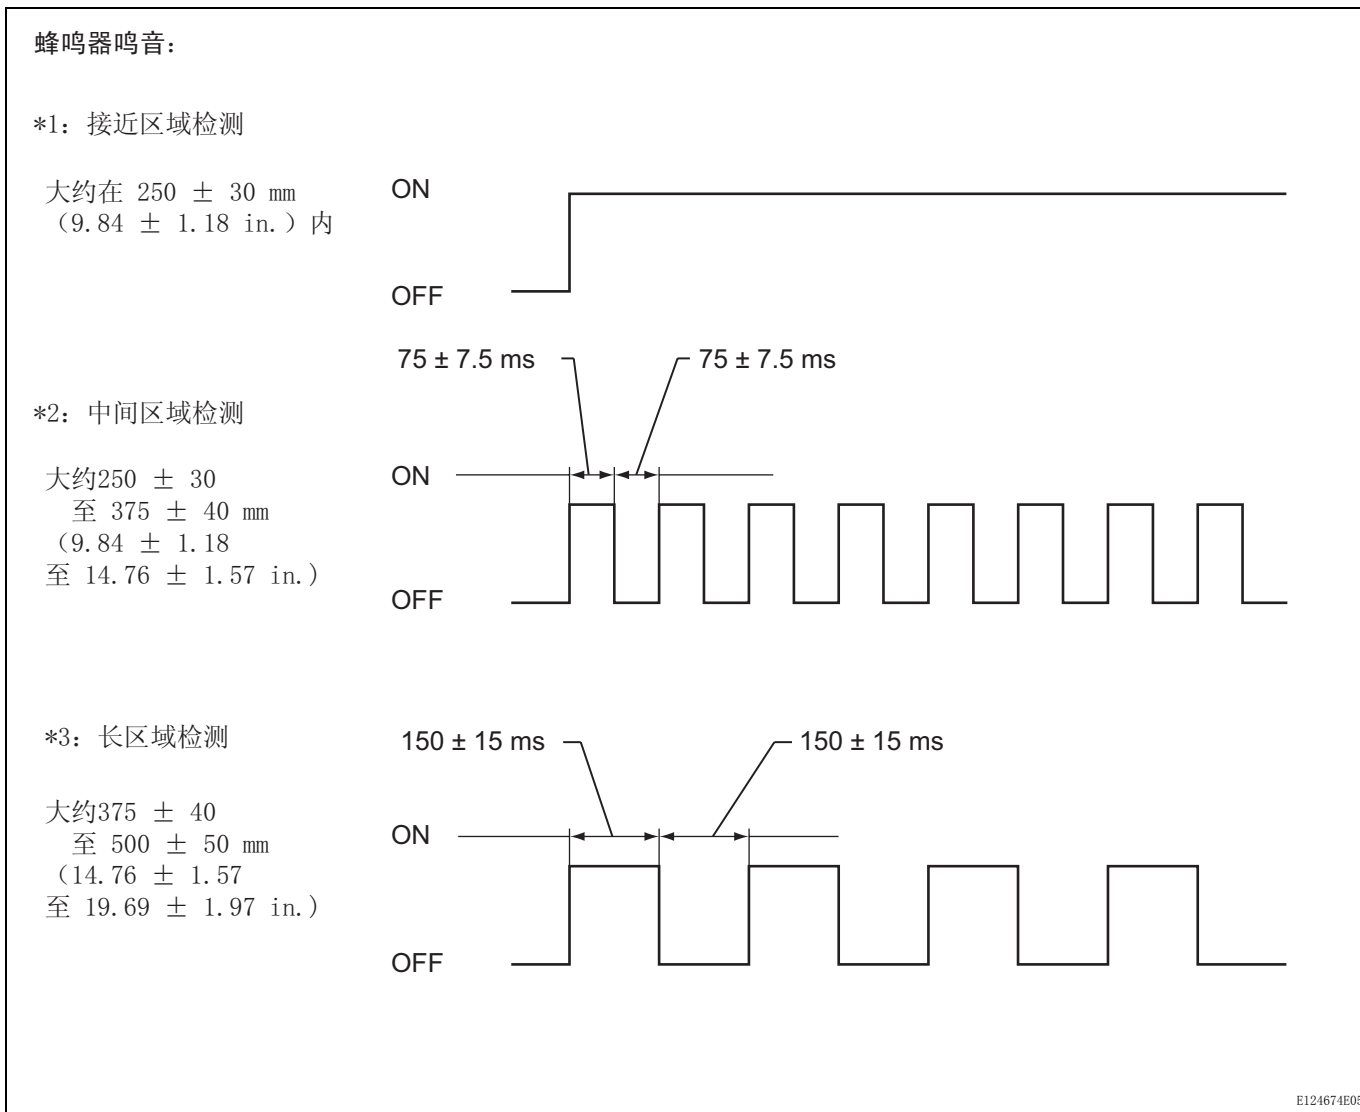 蜂鸣器鸣音：
*1：接近区域检测
大约在 250 ± 30 mm
（9.84 ± 1.18 in.）内
ON
OFF
75 ± 7.5 ms
75 ± 7.5 ms
*2：中间区域检测
大约250 ± 30
至 375 ± 40 mm
（9.84 ± 1.18
至 14.76 ± 1.57 in.）
ON
OFF
*3：长区域检测
150 ± 15 ms
150 ± 15 ms
大约375 ± 40
至 500 ± 50 mm
（14.76 ± 1.57
至 19.69 ± 1.97 in.）
ON
OFF
E124674E05